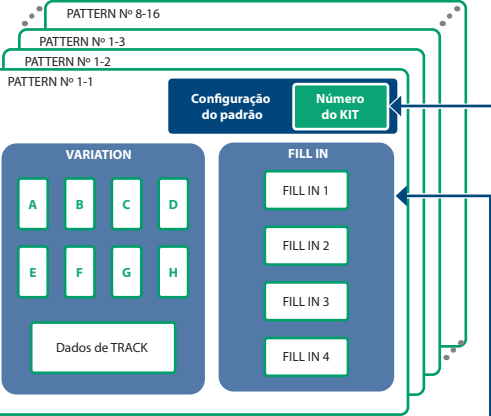 PATTERN Nº 8-16
PATTERN Nº 1-3
PATTERN Nº 1-2
PATTERN Nº 1-1
Configuração
do padrão
Número
do KIT
VARIATION
A B C D
E F G H
Dados de TRACK
FILL IN
FILL IN 1
FILL IN 2
FILL IN 3
FILL IN 4